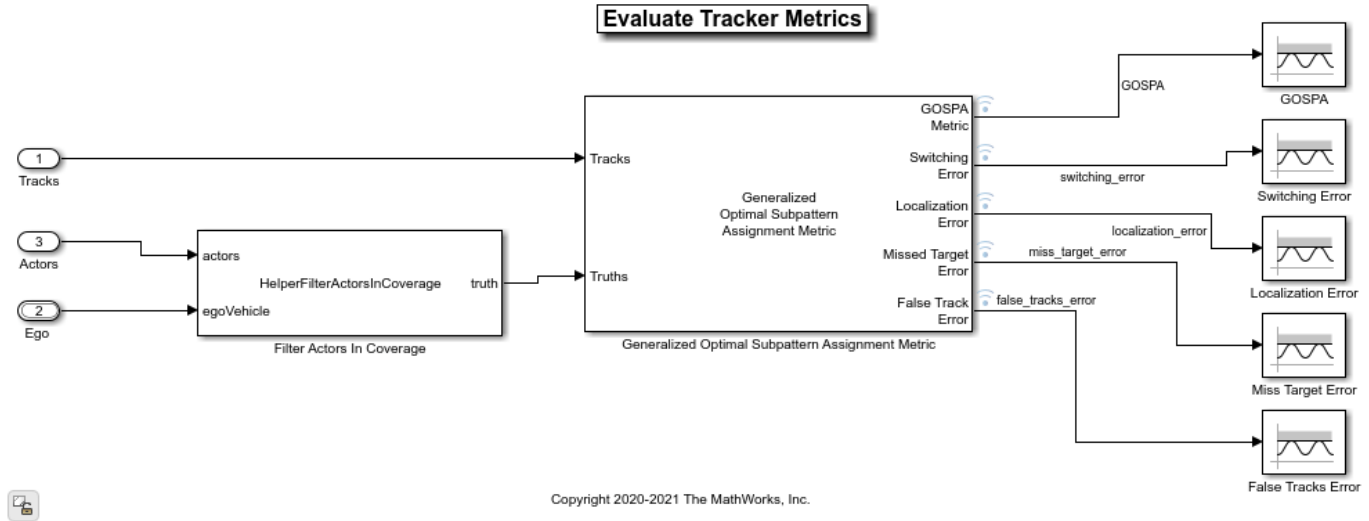 Evaluate Tracker Metrics
GOSPA
GOSPA
Metric
GOSPA
1
Tracks
Tracks
Switching
Error
switching_error
Switching Error
Generalized
Optimal Subpattern
Assignment Metric
Localization
Error
localization_error
Localization Error
3
Actors
actors
HelperFilterActorsInCoverage
truth
egoVehicle
2
Ego
Filter Actors In Coverage
Truths
Missed Target
Error
miss_target_error
Miss Target Error
False Track
Error
false_tracks_error
False Tracks Error
Generalized Optimal Subpattern Assignment Metric
Copyright 2020-2021 The MathWorks, Inc.